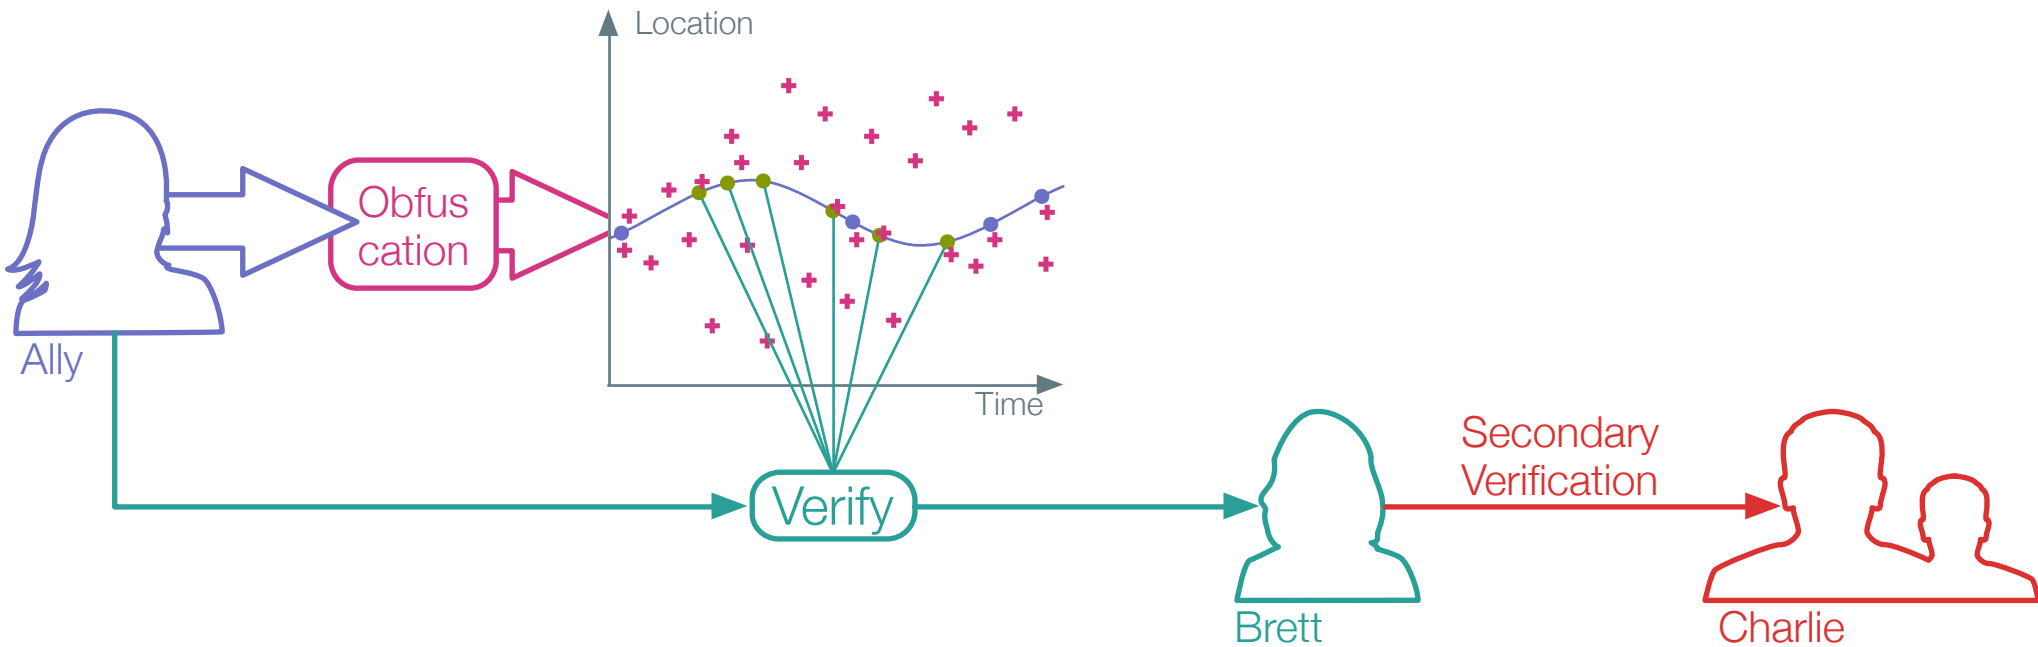 Location
Obfus
cation
Ally
Time
Verify
Secondary
Verification
Brett
Charlie